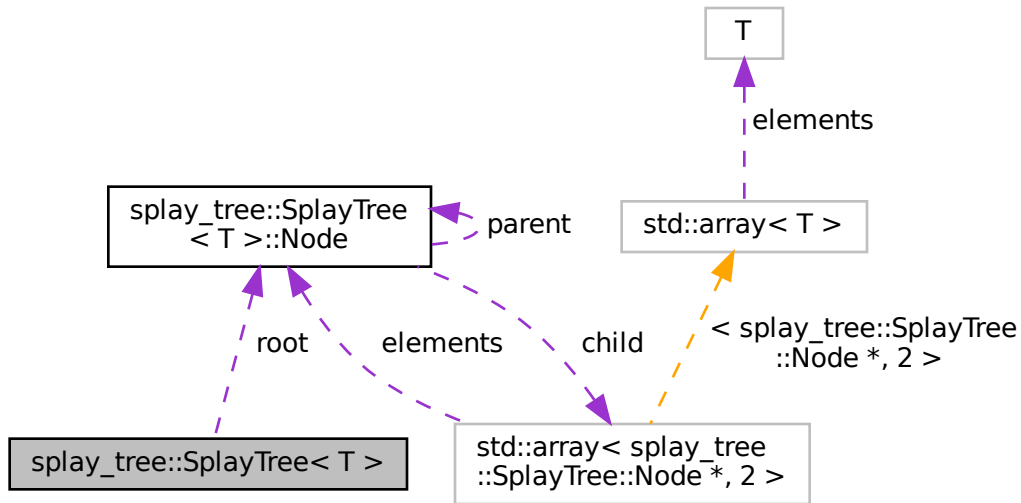 T
elements
splay_tree::SplayTree
< T >::Node
parent
std::array< T >
root
elements
child
< splay_tree::SplayTree
::Node *, 2 >
splay_tree::SplayTree< T >
std::array< splay_tree
::SplayTree::Node *, 2 >